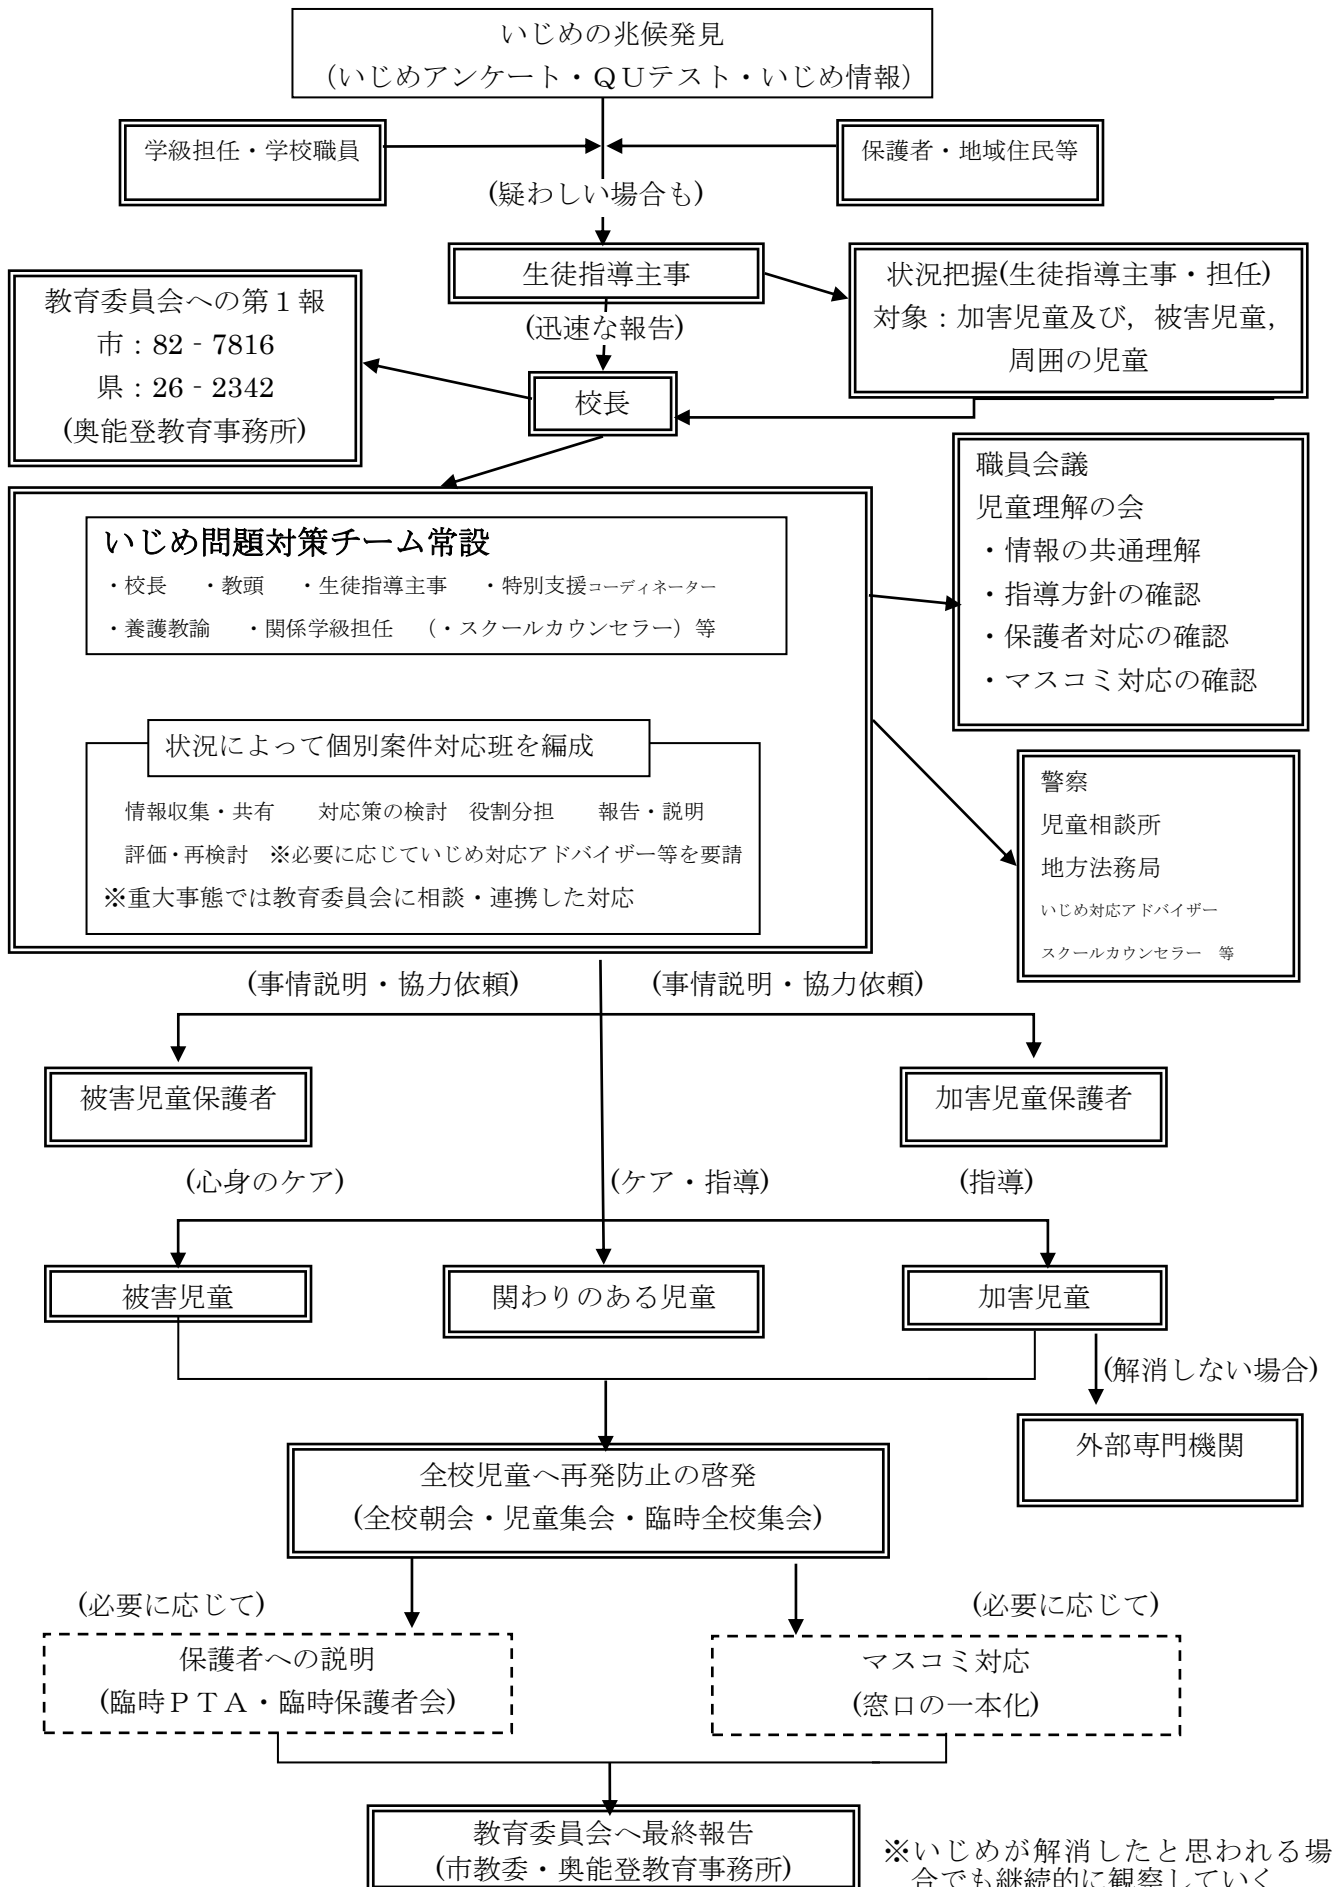 いじめの兆候発見
（いじめアンケート・ＱＵテスト・いじめ情報）
学級担任・学校職員
保護者・地域住民等
(疑わしい場合も)
生徒指導主事
状況把握(生徒指導主事・担任)
対象：加害児童及び，被害児童，
周囲の児童
教育委員会への第１報
市：82‐7816
県：26‐2342
(奥能登教育事務所)
(迅速な報告)
校長
職員会議
児童理解の会
・情報の共通理解
・指導方針の確認
・保護者対応の確認
・マスコミ対応の確認
いじめ問題対策チーム常設
・校長　・教頭　・生徒指導主事　・特別支援コーディネーター
・養護教諭　・関係学級担任　（・スクールカウンセラー）等
状況によって個別案件対応班を編成
情報収集・共有　対応策の検討　役割分担　報告・説明
評価・再検討　※必要に応じていじめ対応アドバイザー等を要請
※重大事態では教育委員会に相談・連携した対応
警察
児童相談所
地方法務局
いじめ対応アドバイザー
スクールカウンセラー　等
(事情説明・協力依頼)
(事情説明・協力依頼)
被害児童保護者
加害児童保護者
(心身のケア)
(ケア・指導)
(指導)
被害児童
関わりのある児童
加害児童
(解消しない場合)
外部専門機関
全校児童へ再発防止の啓発
(全校朝会・児童集会・臨時全校集会)
(必要に応じて)
(必要に応じて)
保護者への説明
(臨時ＰＴＡ・臨時保護者会)
マスコミ対応
(窓口の一本化)
教育委員会へ最終報告
(市教委・奥能登教育事務所)
※いじめが解消したと思われる場
合でも継続的に観察していく